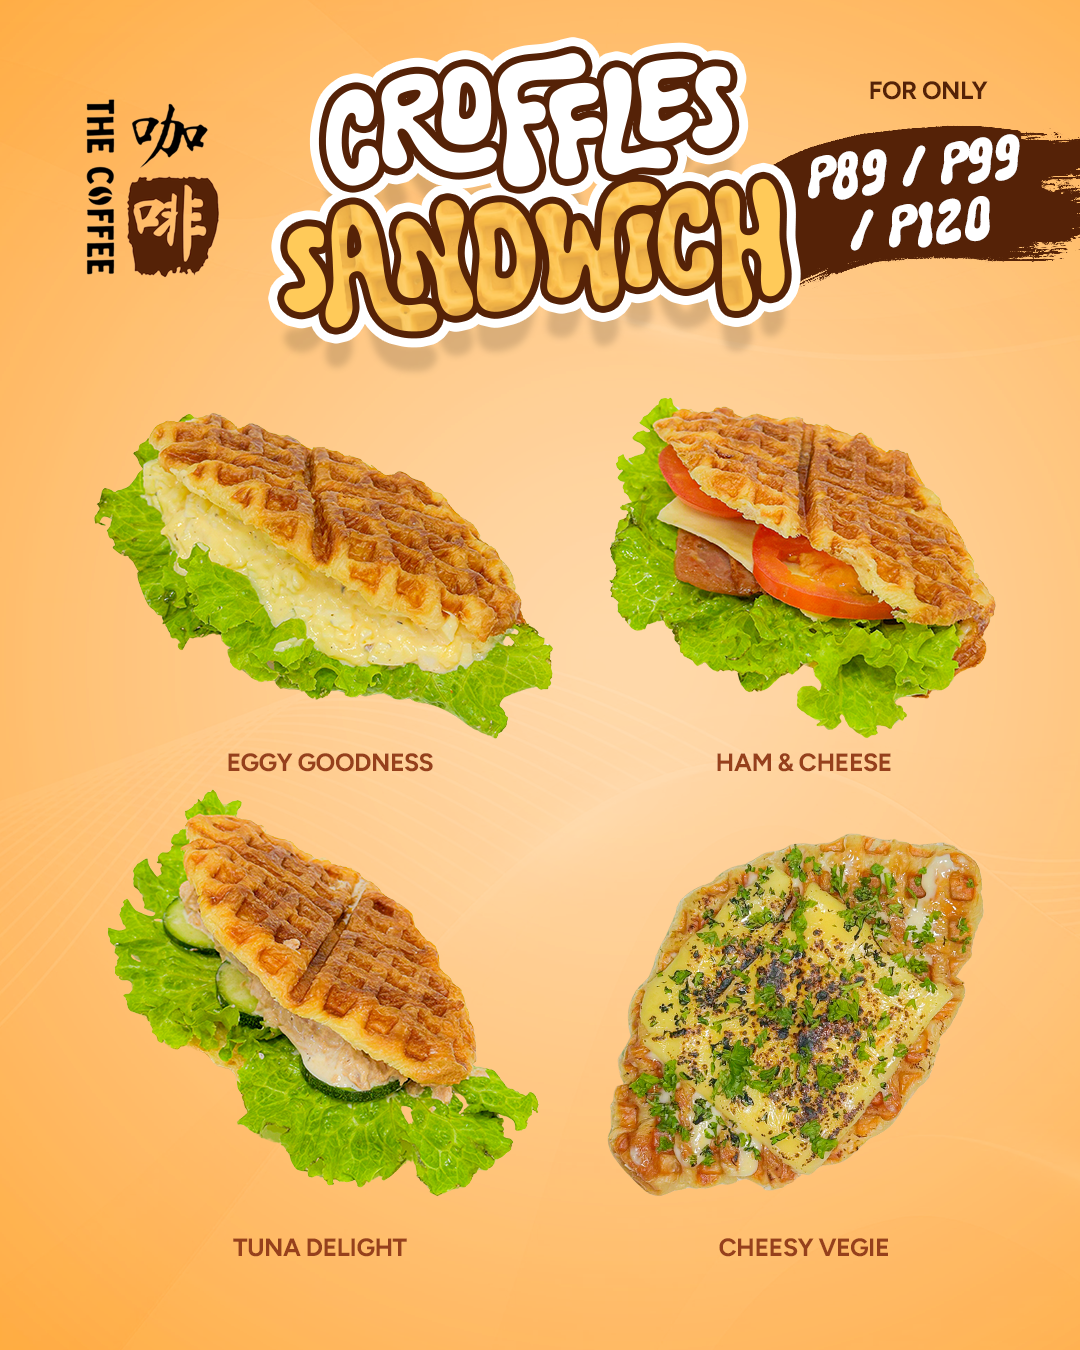 THE COFFEE
咖
啡
CROFFLES
SANDWICH
FOR ONLY
P89 / P99
/ P120
EGGY GOODNESS
HAM & CHEESE
TUNA DELIGHT
CHEESY VEGIE